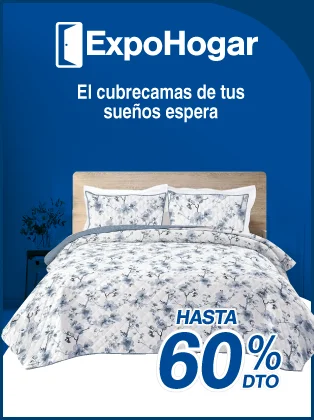 ExpoHogar
El cubrecamas de tus
sueños espera
HASTA
60%
DTO